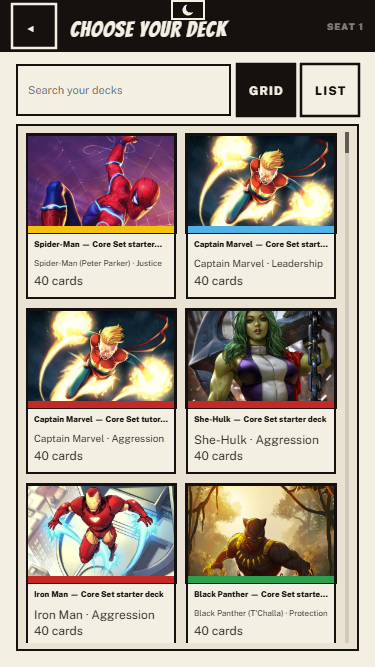 CHOOSE YOUR DECK
SEAT 1
Search your decks
GRID
LIST
Spider-Man — Core Set starter...
Spider-Man (Peter Parker) · Justice
40 cards
Captain Marvel — Core Set start...
Captain Marvel · Leadership
40 cards
Captain Marvel — Core Set tutor...
Captain Marvel · Aggression
40 cards
She-Hulk — Core Set starter deck
She-Hulk · Aggression
40 cards
Iron Man — Core Set starter deck
Iron Man · Aggression
40 cards
Black Panther — Core Set starte...
Black Panther (T'Challa) · Protection
40 cards